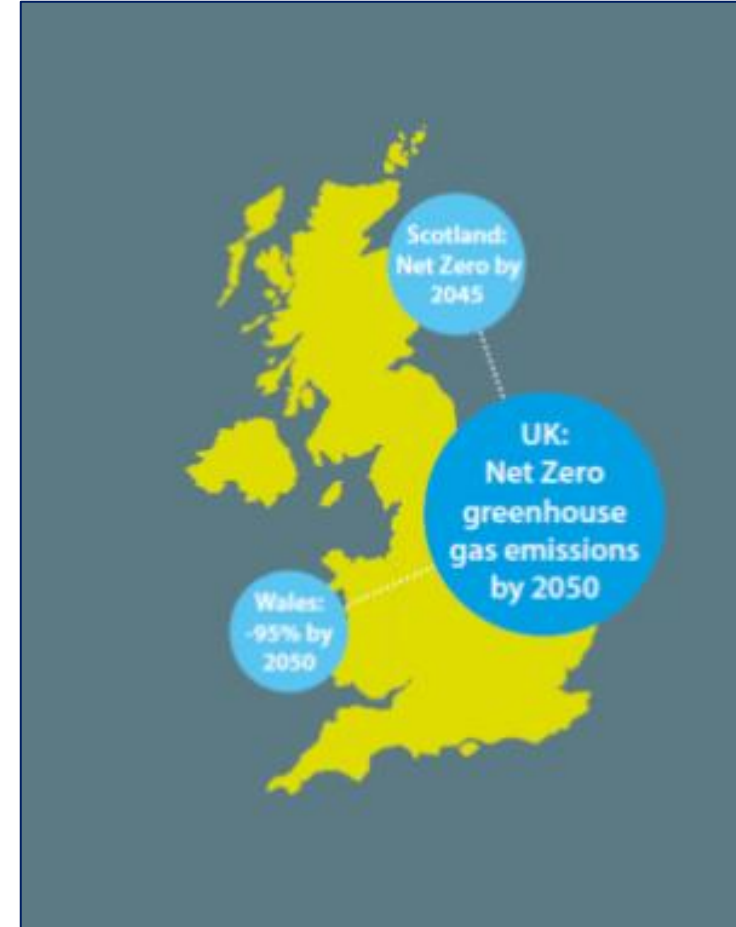 Scotland:
Net Zero by
2045
UK:
Net Zero
greenhouse
gas emissions
by 2050
Wales:
-95% by
2050